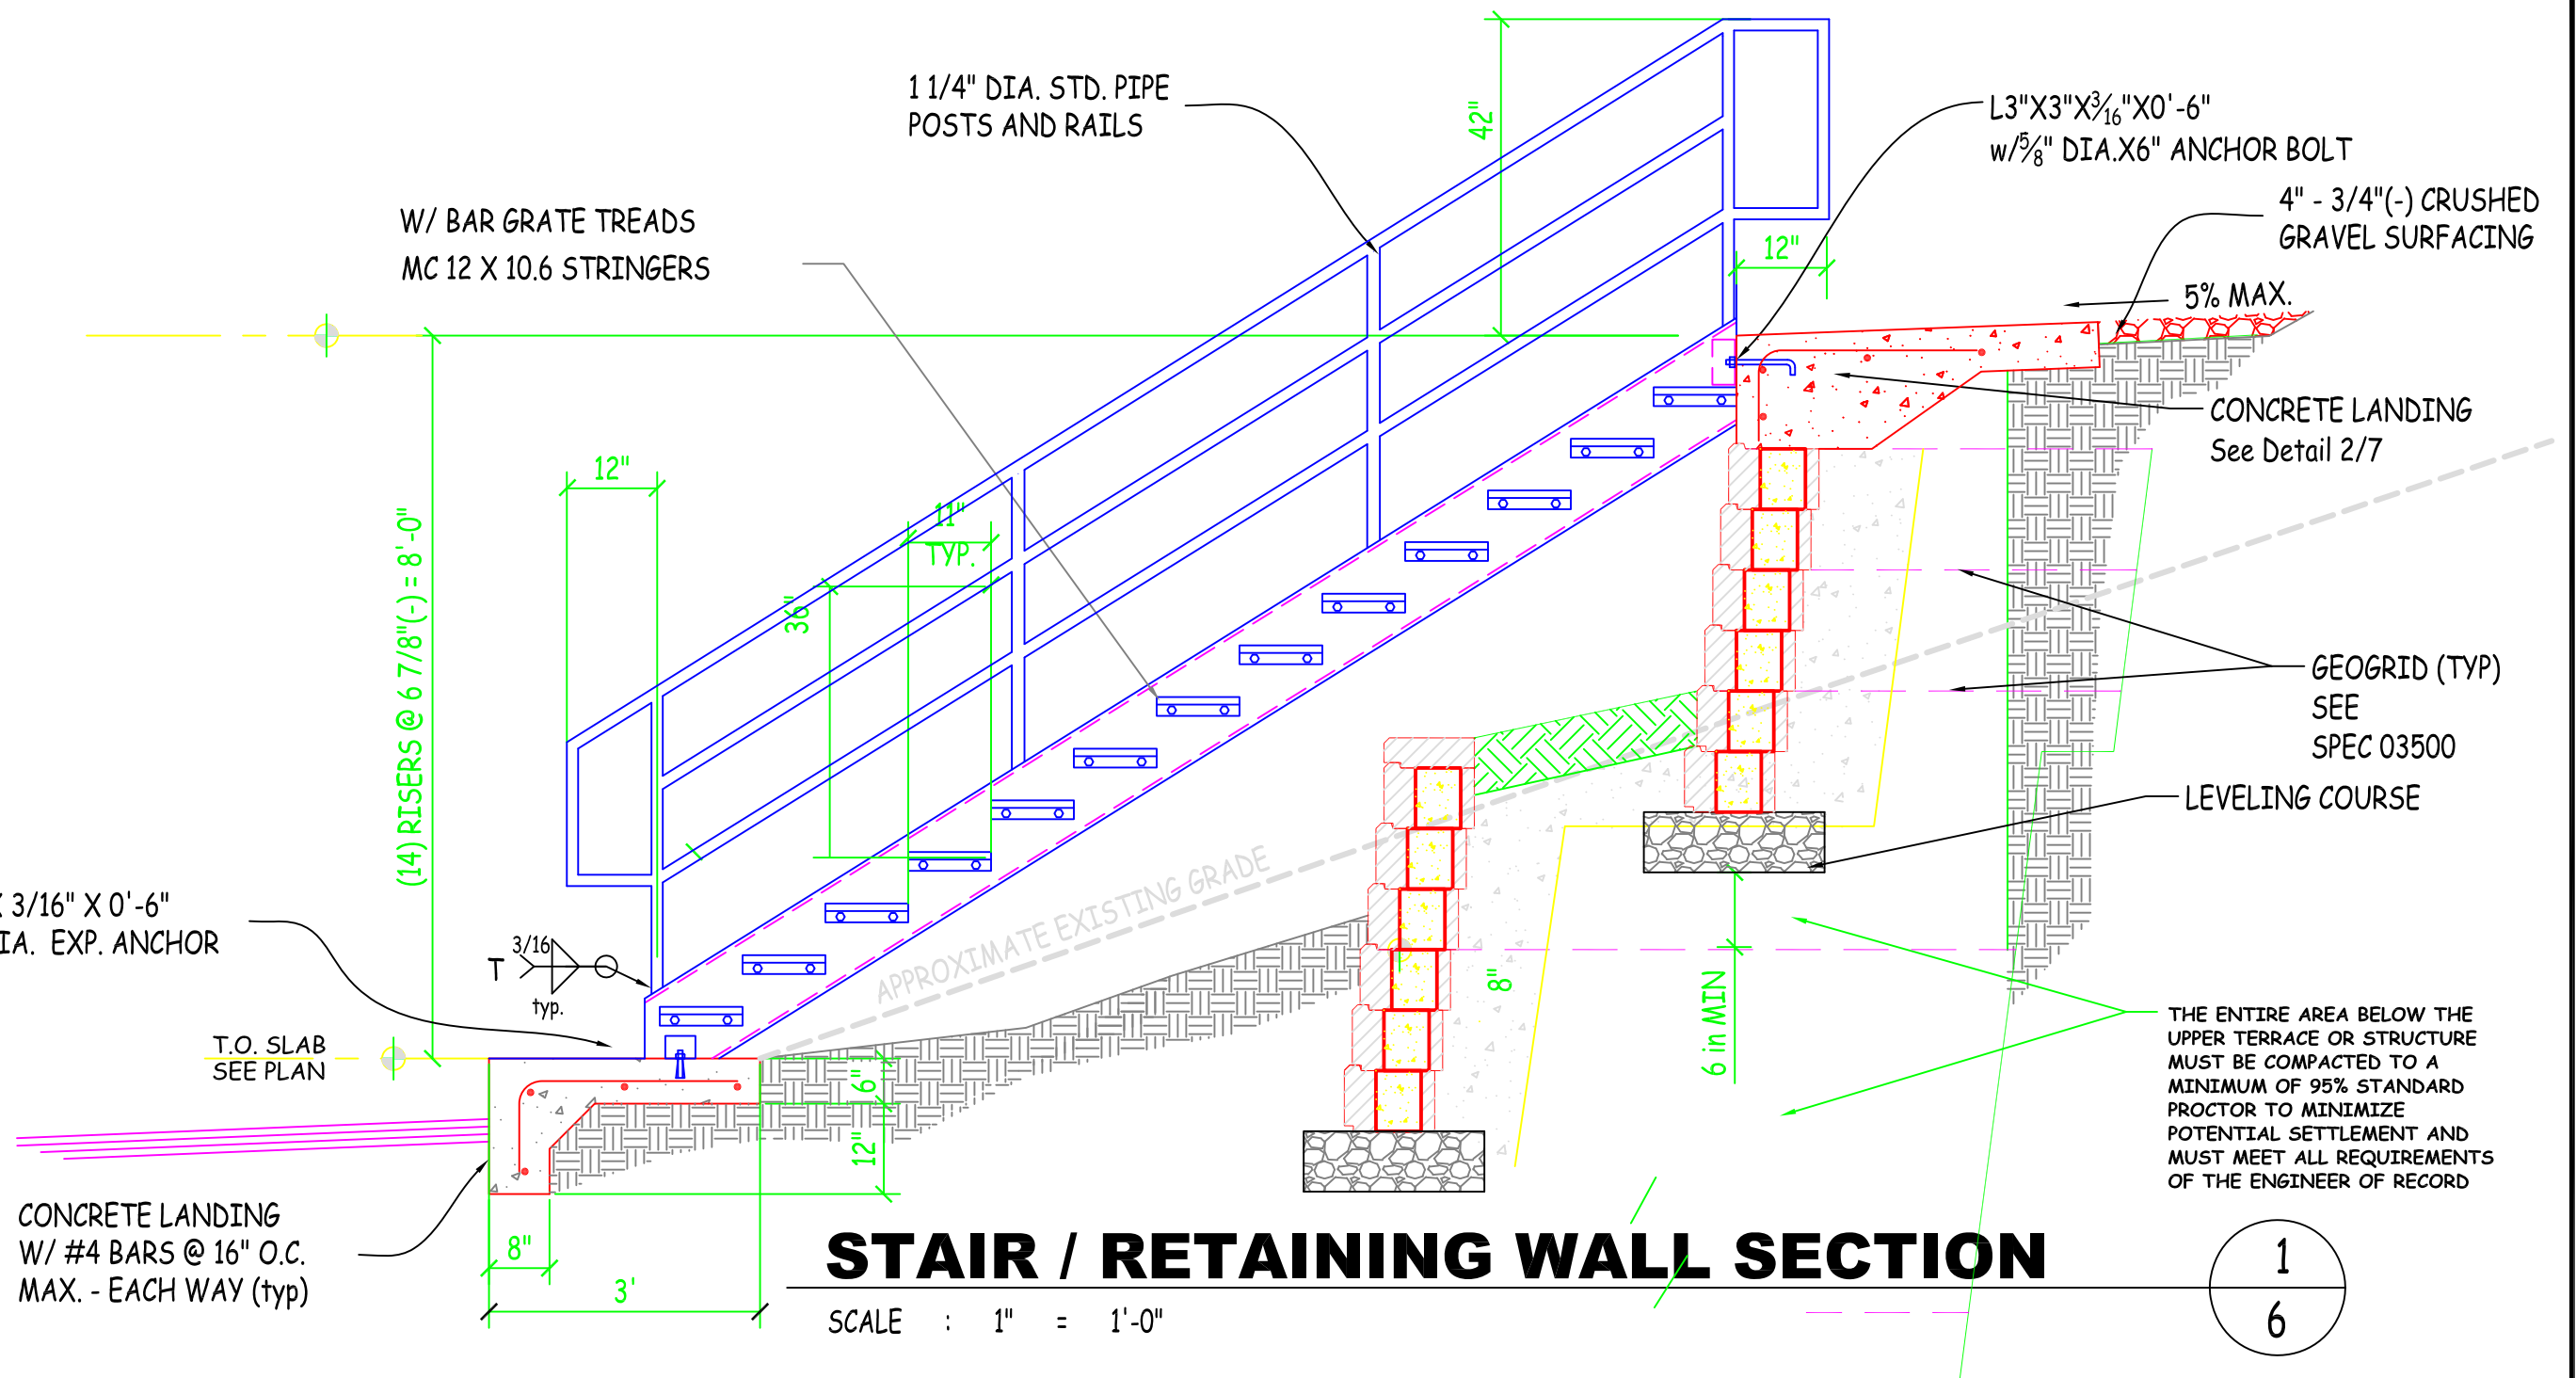 1 1/4" DIA. STD. PIPE
POSTS AND RAILS
42"
L3"X3"X3/16"X0'-6"
w/5/8" DIA.X6" ANCHOR BOLT
4" - 3/4"(-) CRUSHED
GRAVEL SURFACING
W/ BAR GRATE TREADS
MC 12 X 10.6 STRINGERS
12"
5% MAX.
CONCRETE LANDING
See Detail 2/7
12"
11"
TYP.
36"
(14) RISERS @ 6 7/8"(-) = 8'-0"
GEOGRID (TYP)
SEE
SPEC 03500
LEVELING COURSE
APPROXIMATE EXISTING GRADE
X 3/16" X 0'-6"
IA. EXP. ANCHOR
T
3/16
typ.
8"
6 in MIN
T.O. SLAB
SEE PLAN
6"
12"
THE ENTIRE AREA BELOW THE
UPPER TERRACE OR STRUCTURE
MUST BE COMPACTED TO A
MINIMUM OF 95% STANDARD
PROCTOR TO MINIMIZE
POTENTIAL SETTLEMENT AND
MUST MEET ALL REQUIREMENTS
OF THE ENGINEER OF RECORD
CONCRETE LANDING
W/ #4 BARS @ 16" O.C.
MAX. - EACH WAY (typ)
8"
3'
STAIR / RETAINING WALL SECTION
1
6
SCALE : 1" = 1'-0"